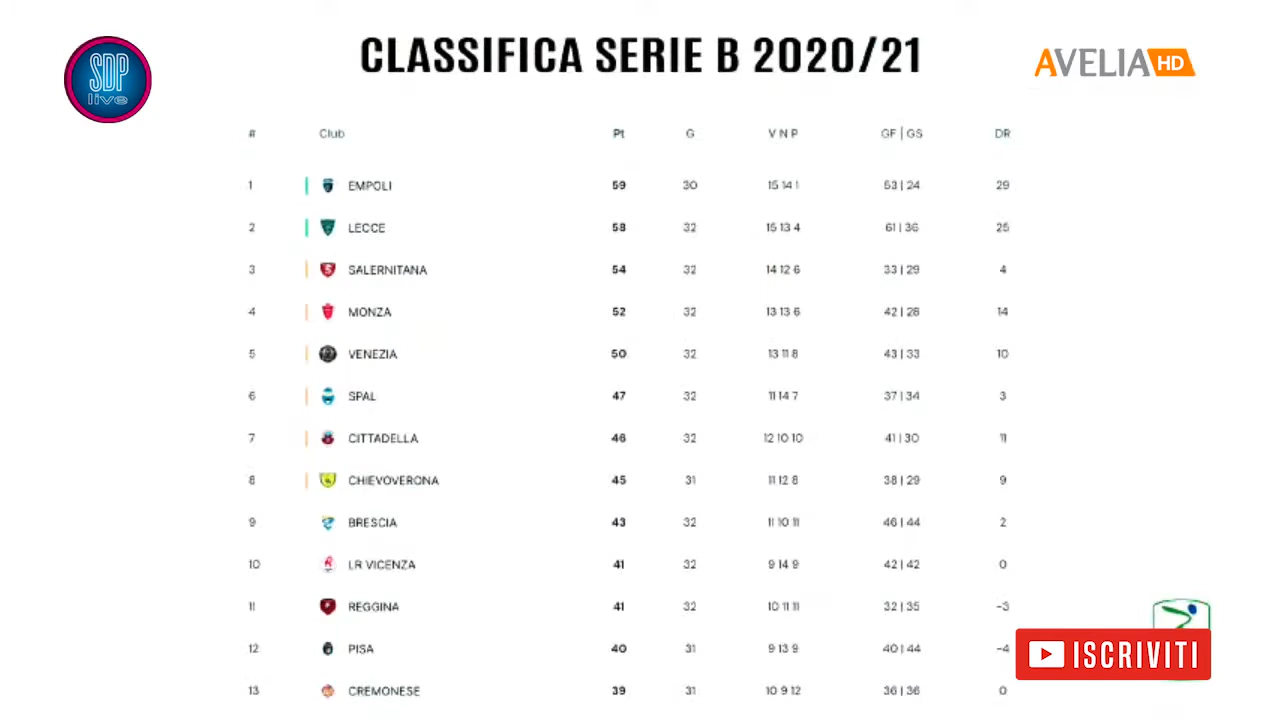 SDP
live
CLASSIFICA SERIE B 2020/21
AVELIA HD
# Club Pt G V N P GF | GS DR
1 EMPOLI 59 30 15 14 1 53 | 24 29
2 LECCE 58 32 15 13 4 61 | 36 25
3 SALERNITANA 54 32 14 12 6 33 | 29 4
4 MONZA 52 32 13 13 6 42 | 28 14
5 VENEZIA 50 32 13 11 8 43 | 33 10
6 SPAL 47 32 11 14 7 37 | 34 3
7 CITTADELLA 46 32 12 10 10 41 | 30 11
8 CHIEVOVERONA 45 31 11 12 8 38 | 29 9
9 BRESCIA 43 32 11 10 11 46 | 44 2
10 LR VICENZA 41 32 9 14 9 42 | 42 0
11 REGGINA 41 32 10 11 11 32 | 35 -3
12 PISA 40 31 9 13 9 40 | 44 -4
13 CREMONESE 39 31 10 9 12 36 | 36 0
ISCRIVITI